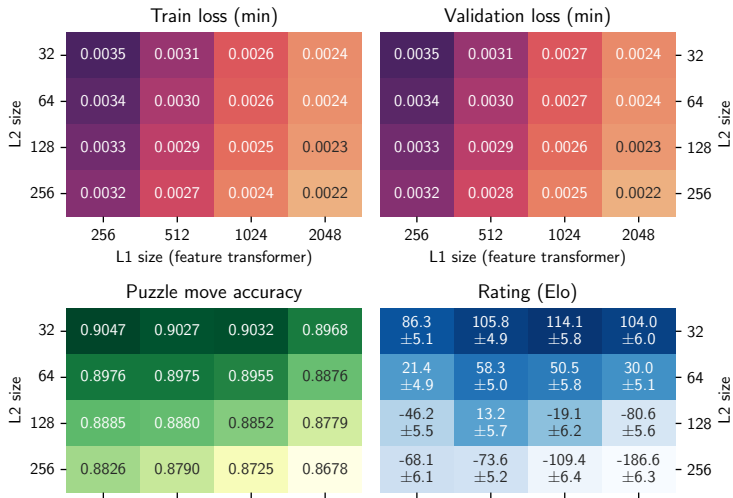 Train loss (min)
Validation loss (min)
32 0.0035 0.0031 0.0026 0.0024
0.0035 0.0031 0.0027 0.0024 32
64 0.0034 0.0030 0.0026 0.0024
0.0034 0.0030 0.0027 0.0024 64
128 0.0033 0.0029 0.0025 0.0023
0.0033 0.0029 0.0026 0.0023 128
256 0.0032 0.0027 0.0024 0.0022
0.0032 0.0028 0.0025 0.0022 256
L2 size
L2 size
256 512 1024 2048
256 512 1024 2048
L1 size (feature transformer)
L1 size (feature transformer)
Puzzle move accuracy
Rating (Elo)
32 0.9047 0.9027 0.9032 0.8968
86.3 105.8 114.1 104.0
±5.1 ±4.9 ±5.8 ±6.0
32
64 0.8976 0.8975 0.8955 0.8876
21.4 58.3 50.5 30.0
±4.9 ±5.0 ±5.8 ±5.1
64
128 0.8885 0.8880 0.8852 0.8779
-46.2 13.2 -19.1 -80.6
±5.5 ±5.7 ±6.2 ±5.6
128
256 0.8826 0.8790 0.8725 0.8678
-68.1 -73.6 -109.4 -186.6
±6.1 ±5.2 ±6.4 ±6.3
256
L2 size
L2 size